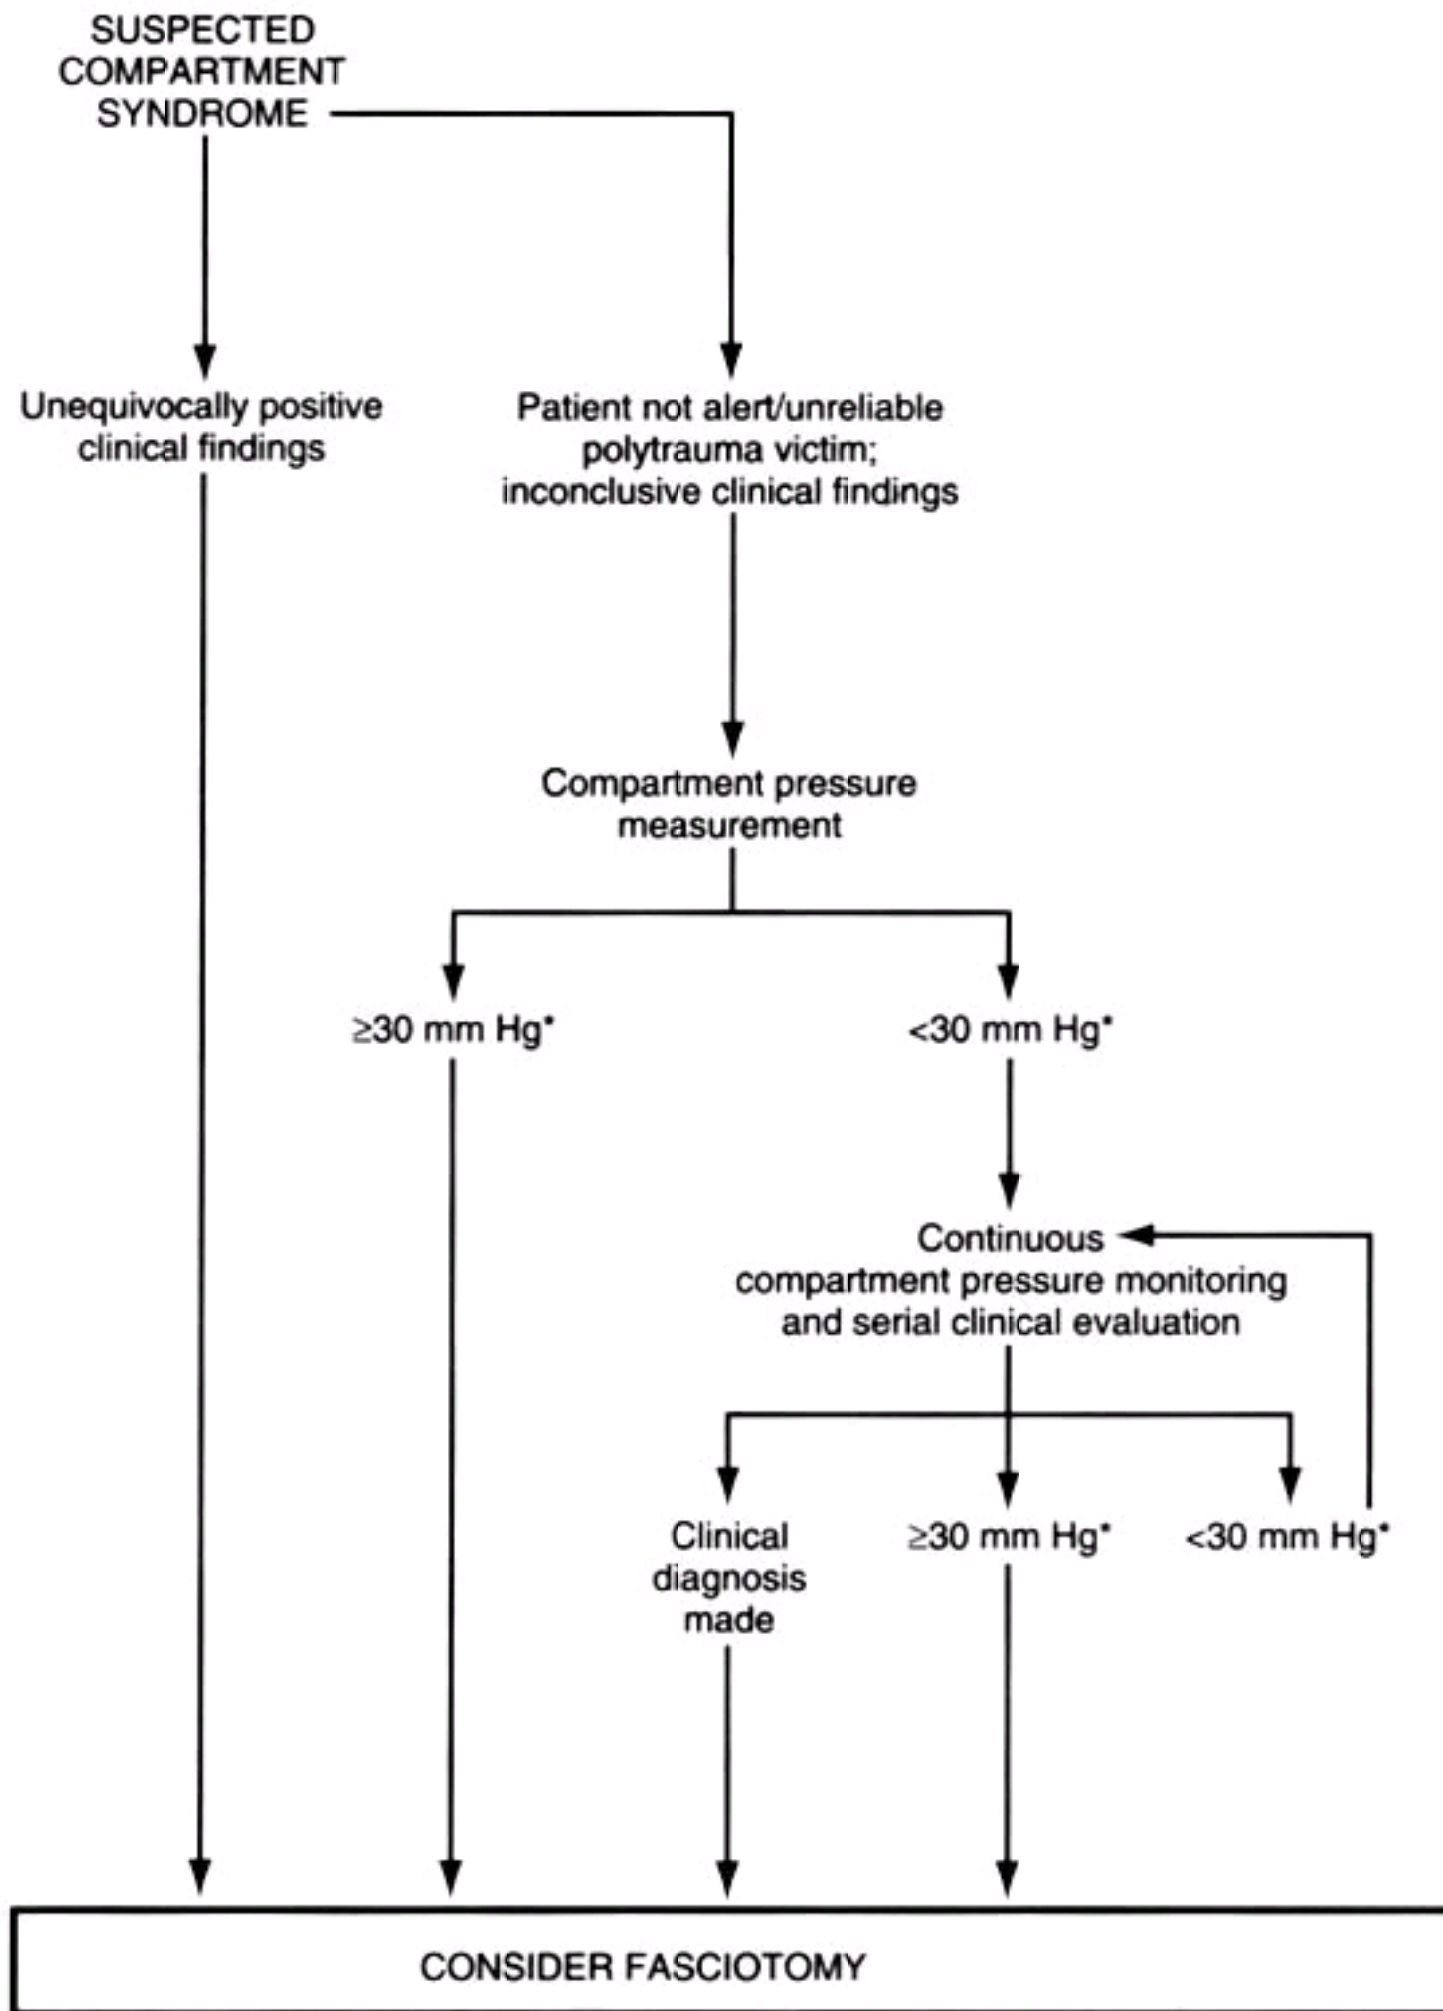 SUSPECTED
COMPARTMENT
SYNDROME
Unequivocally positive
clinical findings
Patient not alert/unreliable
polytrauma victim;
inconclusive clinical findings
Compartment pressure
measurement
≥30 mm Hg*
<30 mm Hg*
Continuous
compartment pressure monitoring
and serial clinical evaluation
Clinical
diagnosis
made
≥30 mm Hg*
<30 mm Hg*
CONSIDER FASCIOTOMY